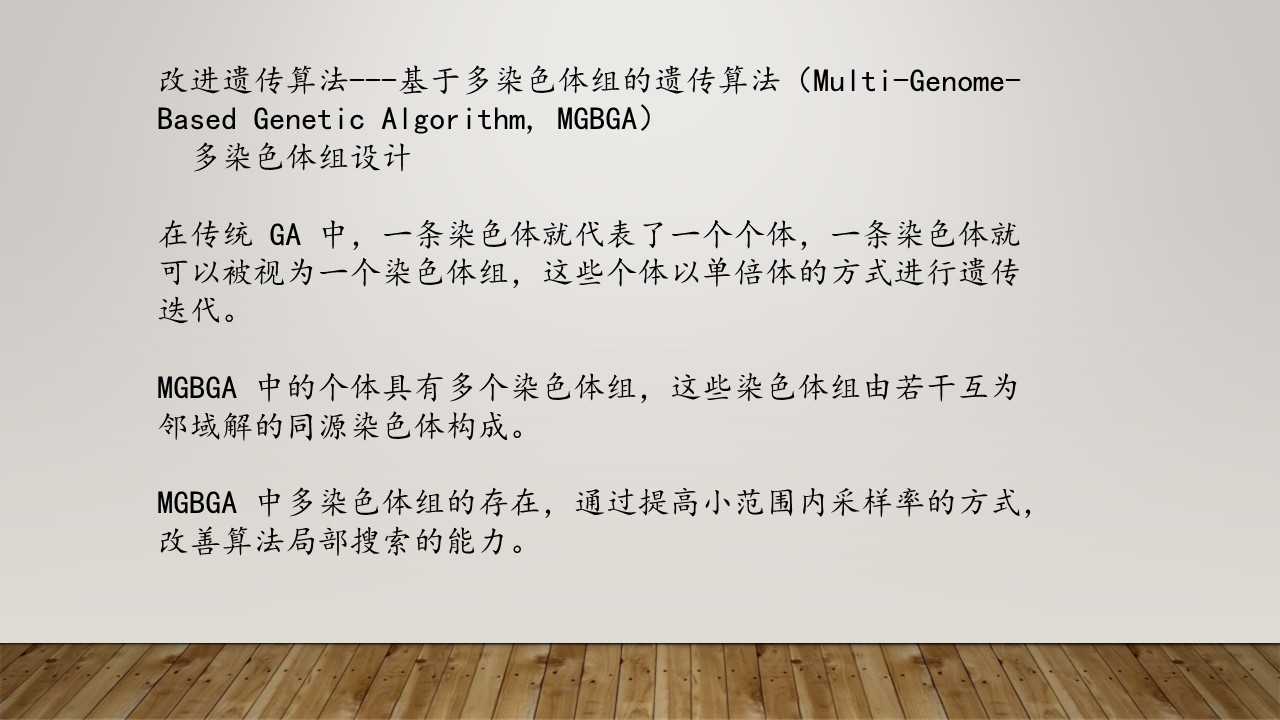 改进遗传算法---基于多染色体组的遗传算法（Multi-Genome-
Based Genetic Algorithm, MGBGA）
多染色体组设计
在传统 GA 中，一条染色体就代表了一个个体，一条染色体就
可以被视为一个染色体组，这些个体以单倍体的方式进行遗传
迭代。
MGBGA 中的个体具有多个染色体组，这些染色体组由若干互为
邻域解的同源染色体构成。
MGBGA 中多染色体组的存在，通过提高小范围内采样率的方式，
改善算法局部搜索的能力。